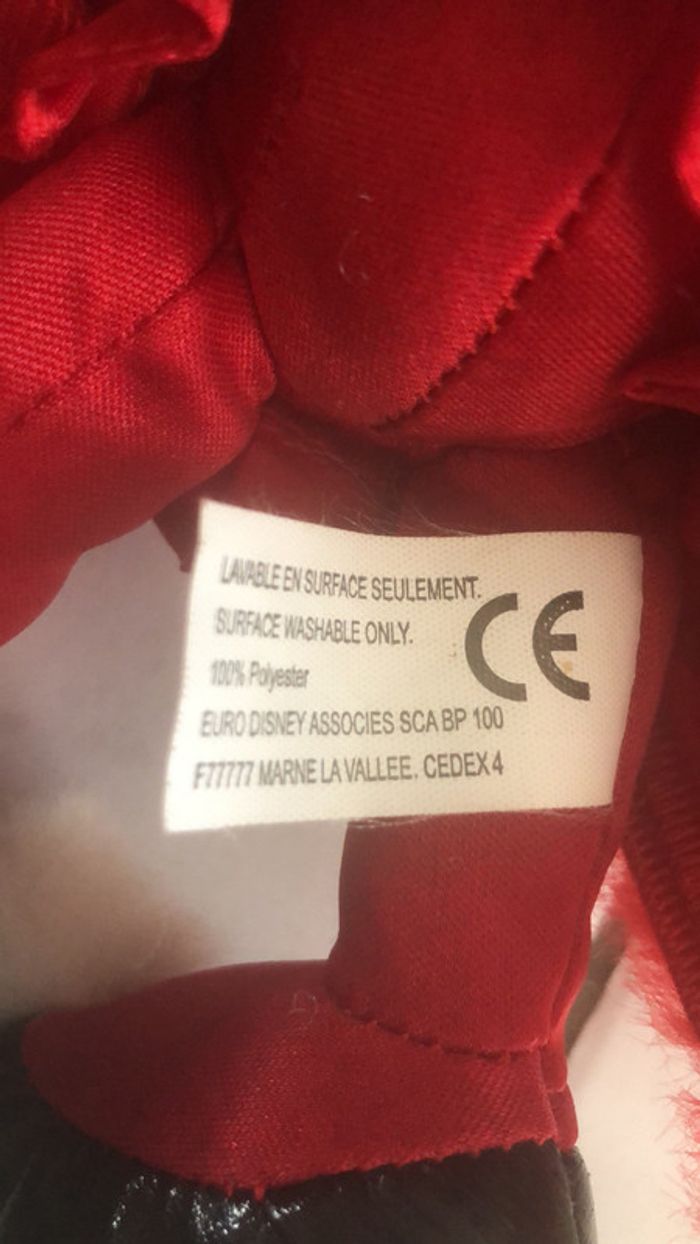 LAVABLE EN SURFACE SEULEMENT.
SURFACE WASHABLE ONLY.
100% Polyester
EURO DISNEY ASSOCIES SCA BP 100
F77777 MARNE LA VALLEE. CEDEX 4
CE